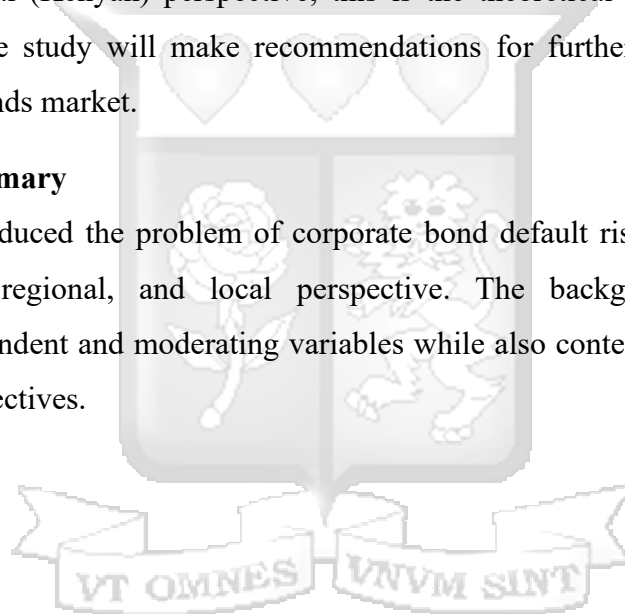 (Kenyan) perspective, this is the theoretical
study will make recommendations for further
nds market.
mary
duced the problem of corporate bond default ris
regional, and local perspective. The backg
ndent and moderating variables while also conte
ectives.
VT OMNES VNVM SINT